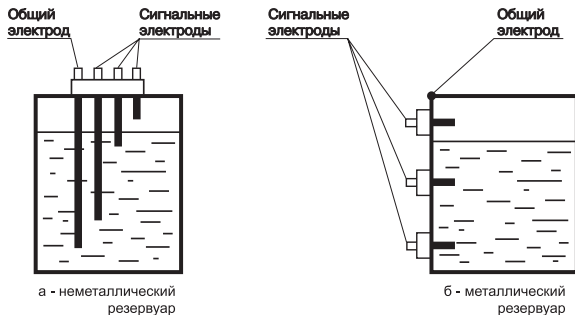 Общий
электрод
Сигнальные
электроды
Сигнальные
электроды
Общий
электрод
а - неметаллический
резервуар
б - металлический
резервуар